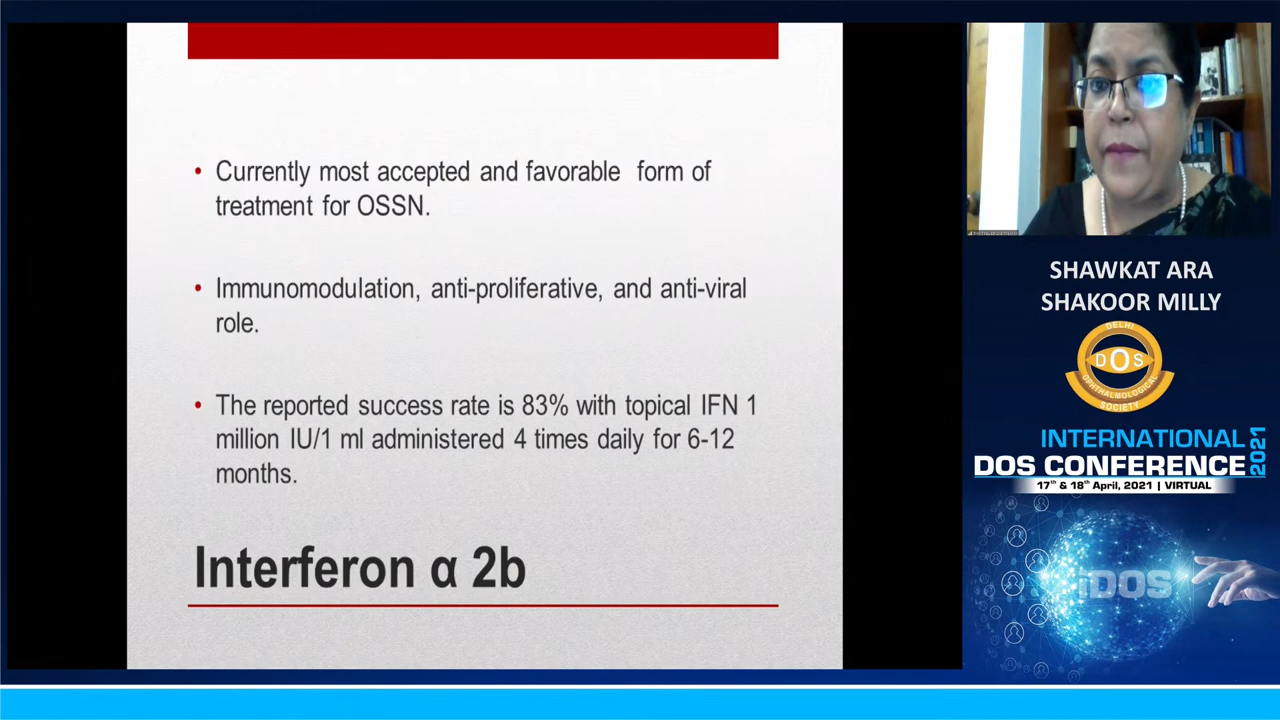 • Currently most accepted and favorable form of
treatment for OSSN.
• Immunomodulation, anti-proliferative, and anti-viral
role.
• The reported success rate is 83% with topical IFN 1
million IU/1 ml administered 4 times daily for 6-12
months.
Interferon α 2b
SHAWKAT ARA
SHAKOOR MILLY
DELHI
DOS
OPHTHALMOLOGICAL
SOCIETY
INTERNATIONAL
DOS CONFERENCE
2021
17th & 18th April, 2021 | VIRTUAL
iDOS